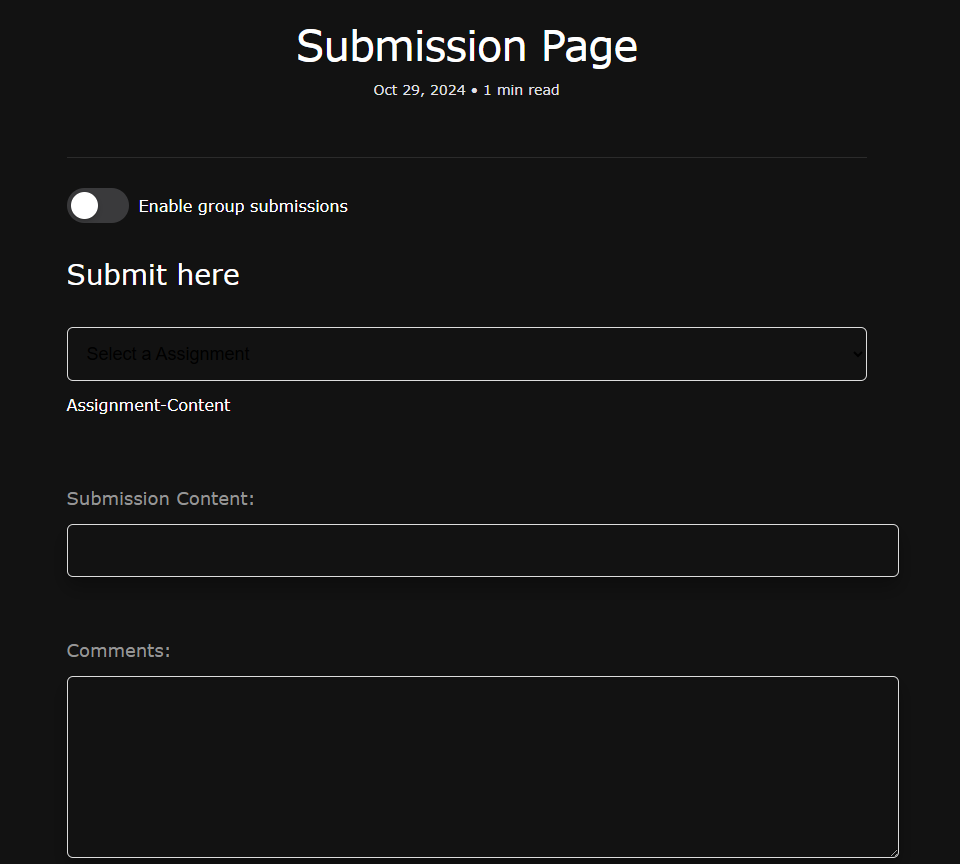 Submission Page
Oct 29, 2024 • 1 min read
Enable group submissions
Submit here
Select a Assignment
Assignment-Content
Submission Content:
Comments: